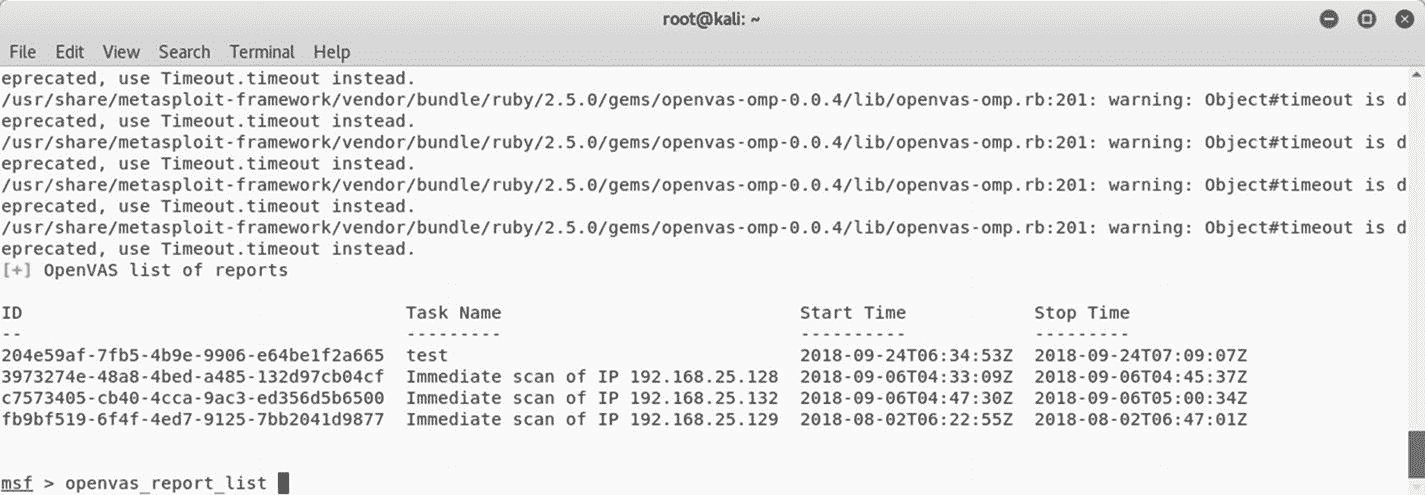 root@kali: ~
File Edit View Search Terminal Help
eprecated, use Timeout.timeout instead.
/usr/share/metasploit-framework/vendor/bundle/ruby/2.5.0/gems/openvas-omp-0.0.4/lib/openvas-omp.rb:201: warning: Object#timeout is d
eprecated, use Timeout.timeout instead.
/usr/share/metasploit-framework/vendor/bundle/ruby/2.5.0/gems/openvas-omp-0.0.4/lib/openvas-omp.rb:201: warning: Object#timeout is d
eprecated, use Timeout.timeout instead.
/usr/share/metasploit-framework/vendor/bundle/ruby/2.5.0/gems/openvas-omp-0.0.4/lib/openvas-omp.rb:201: warning: Object#timeout is d
eprecated, use Timeout.timeout instead.
/usr/share/metasploit-framework/vendor/bundle/ruby/2.5.0/gems/openvas-omp-0.0.4/lib/openvas-omp.rb:201: warning: Object#timeout is d
eprecated, use Timeout.timeout instead.
[+] OpenVAS list of reports
ID Task Name Start Time Stop Time
-- --------- ---------- ---------
204e59af-7fb5-4b9e-9906-e64be1f2a665 test 2018-09-24T06:34:53Z 2018-09-24T07:09:07Z
3973274e-48a8-4bed-a485-132d97cb04cf Immediate scan of IP 192.168.25.128 2018-09-06T04:33:09Z 2018-09-06T04:45:37Z
c7573405-cb40-4cca-9ac3-ed356d5b6500 Immediate scan of IP 192.168.25.132 2018-09-06T04:47:30Z 2018-09-06T05:00:34Z
fb9bf519-6f4f-4ed7-9125-7bb2041d9877 Immediate scan of IP 192.168.25.129 2018-08-02T06:22:55Z 2018-08-02T06:47:01Z
msf > openvas_report_list